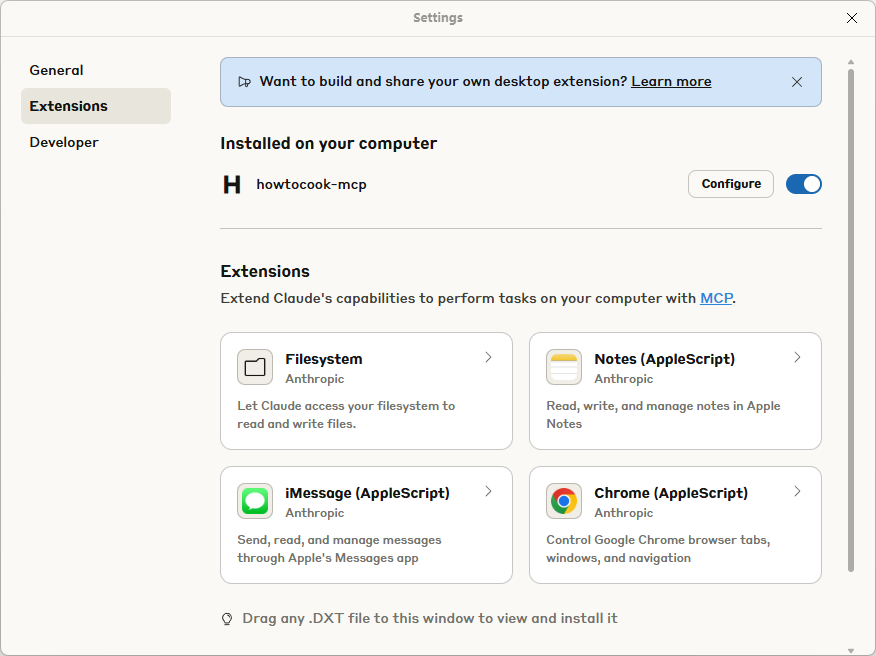 Settings
General
Extensions
Developer
Want to build and share your own desktop extension? Learn more
Installed on your computer
H howtocook-mcp
Configure
Extensions
Extend Claude's capabilities to perform tasks on your computer with MCP.
Filesystem
Anthropic
Let Claude access your filesystem to
read and write files.
Notes (AppleScript)
Anthropic
Read, write, and manage notes in Apple
Notes
iMessage (AppleScript)
Anthropic
Send, read, and manage messages
through Apple's Messages app
Chrome (AppleScript)
Anthropic
Control Google Chrome browser tabs,
windows, and navigation
Drag any .DXT file to this window to view and install it